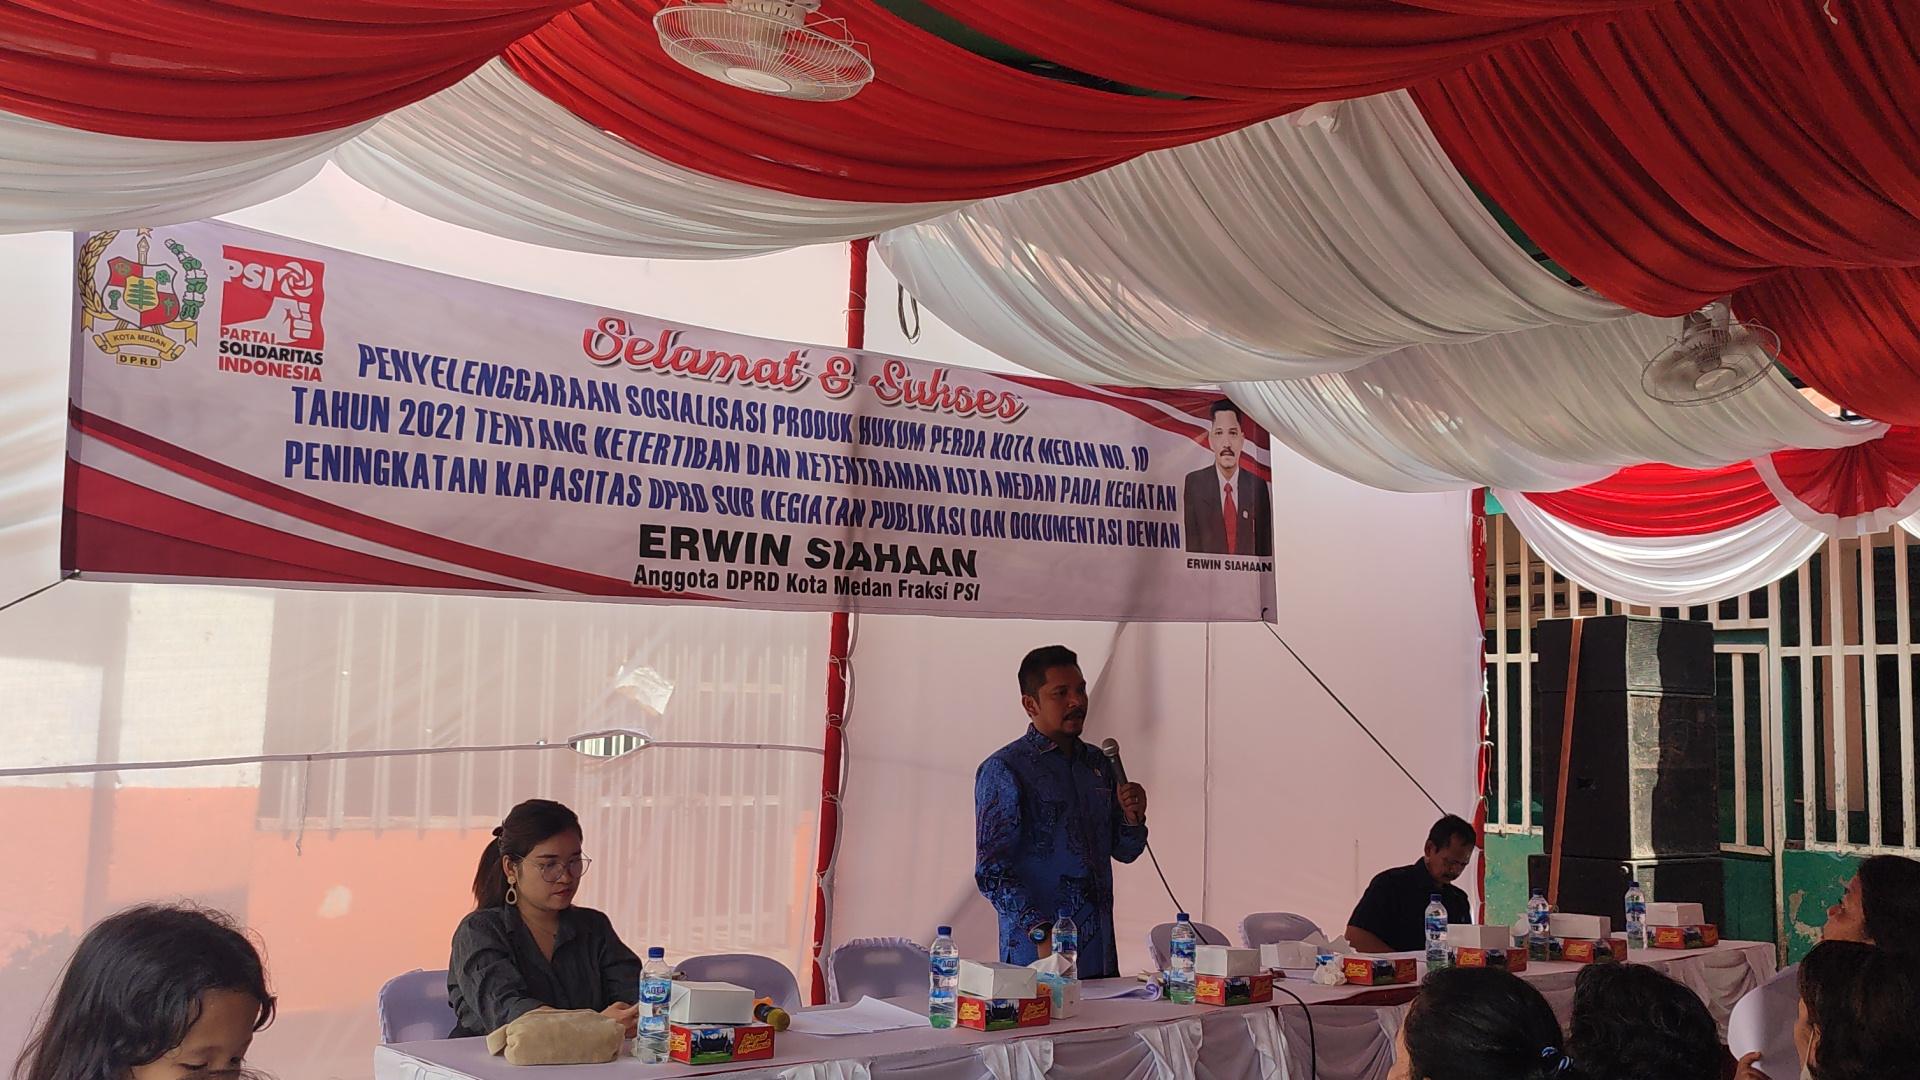 KOTA MEDAN
DPRD
PSI
PARTAI
SOLIDARITAS
INDONESIA
Selamat & Sukses
PENYELENGGARAAN SOSIALISASI PRODUK HUKUM PERDA KOTA MEDAN NO. 10
TAHUN 2021 TENTANG KETERTIBAN DAN KETENTRAMAN KOTA MEDAN PADA KEGIATAN
PENINGKATAN KAPASITAS DPRD SUB KEGIATAN PUBLIKASI DAN DOKUMENTASI DEWAN
ERWIN SIAHAAN
Anggota DPRD Kota Medan Fraksi PSI
ERWIN SIAHAAN
AQUA